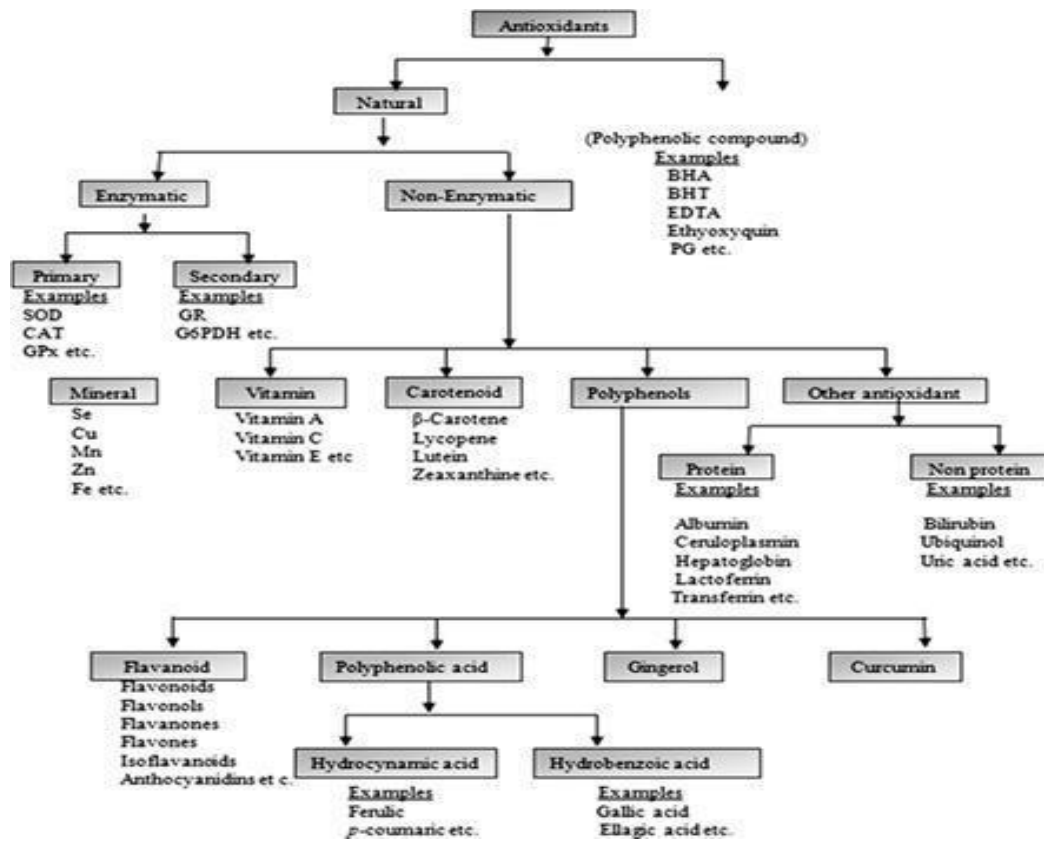 Antioxidants
Natural
(Polyphenolic compound)
Examples
BHA
BHT
EDTA
Ethyoxyquin
PG etc.
Enzymatic
Non-Enzymatic
Primary
Examples
SOD
CAT
GPx etc.
Secondary
Examples
GR
G6PDH etc.
Mineral
Se
Cu
Mn
Zn
Fe etc.
Vitamin
Vitamin A
Vitamin C
Vitamin E etc
Carotenoid
β-Carotene
Lycopene
Lutein
Zeaxanthine etc.
Polyphenols
Other antioxidant
Protein
Examples
Albumin
Ceruloplasmin
Hepatoglobin
Lactoferrin
Transferrin etc.
Non protein
Examples
Bilirubin
Ubiquinol
Uric acid etc.
Flavanoid
Flavonoids
Flavonols
Flavanones
Flavones
Isoflavanoids
Anthocyanidins et c.
Polyphenolic acid
Gingerol
Curcumin
Hydrocynamic acid
Examples
Ferulic
p-coumaric etc.
Hydrobenzoic acid
Examples
Gallic acid
Ellagic acid etc.